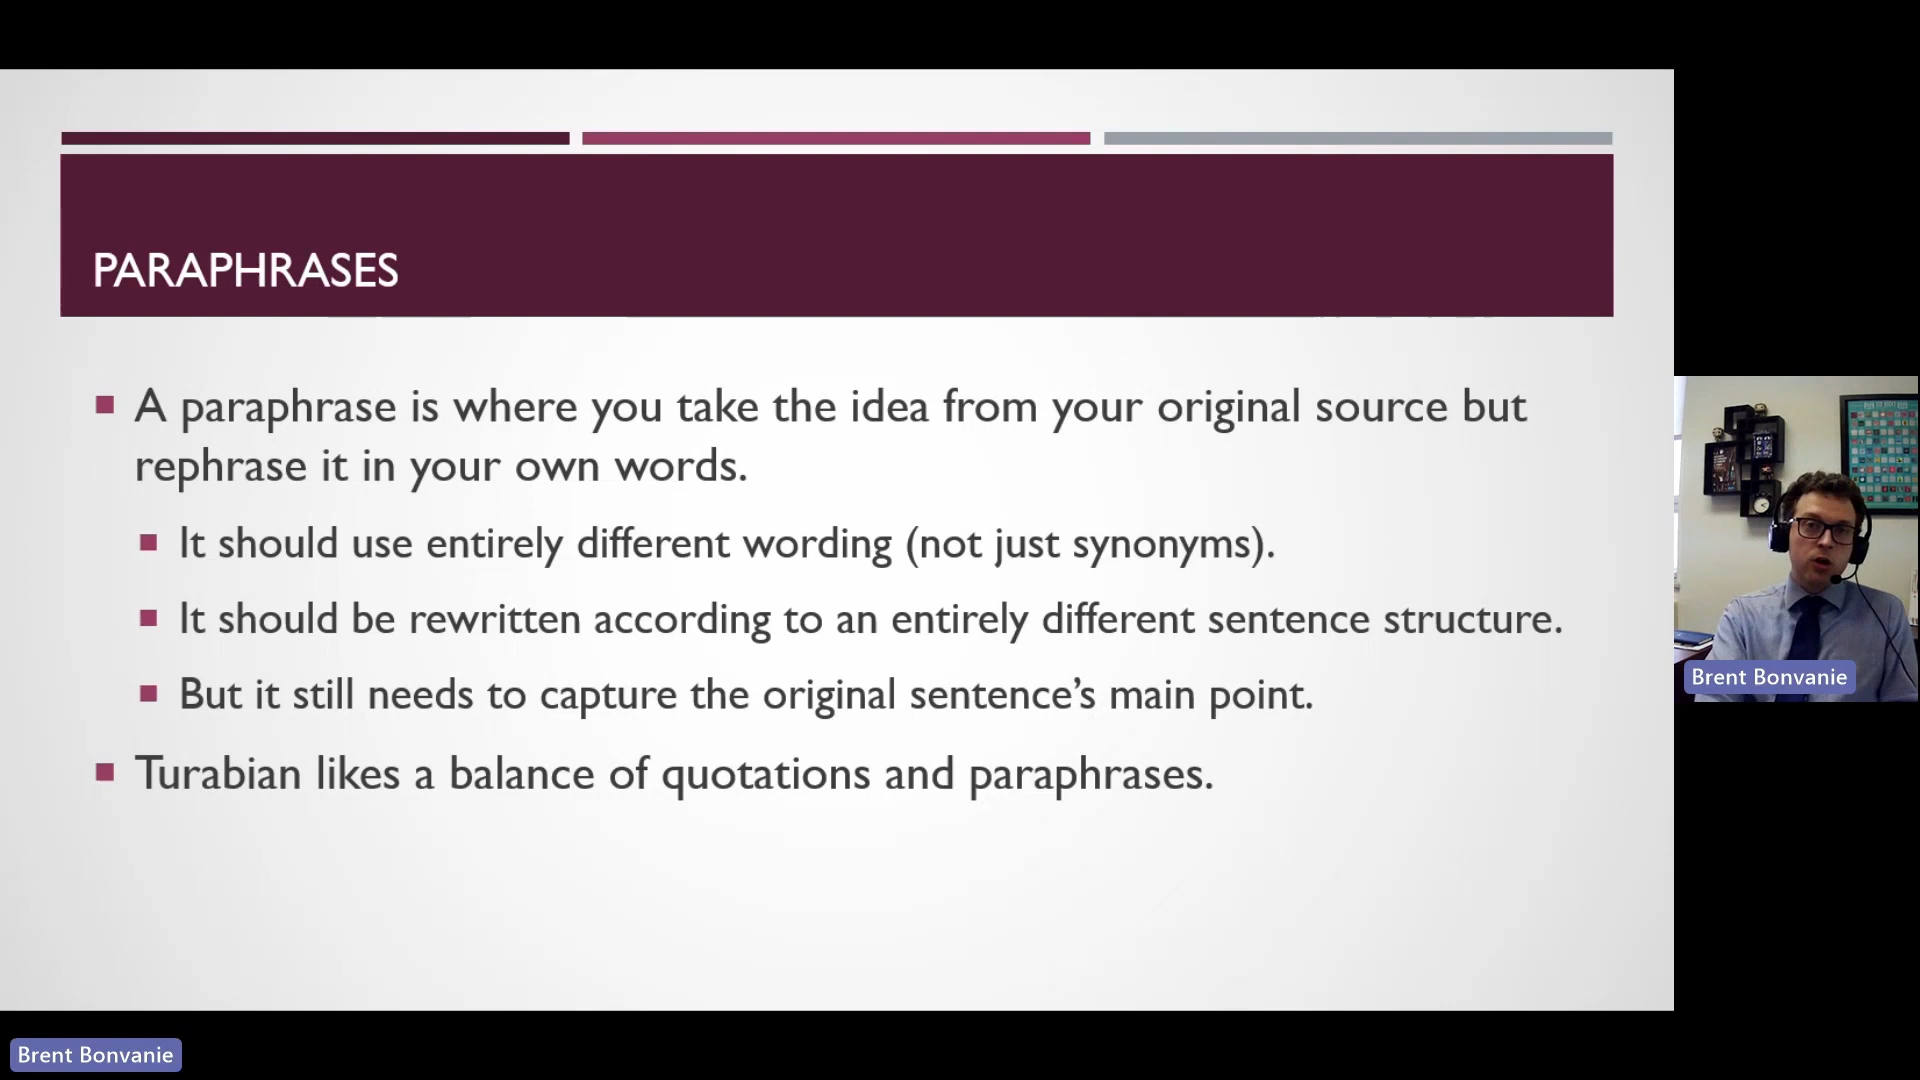 PARAPHRASES
A paraphrase is where you take the idea from your original source but
rephrase it in your own words.
It should use entirely different wording (not just synonyms).
It should be rewritten according to an entirely different sentence structure.
But it still needs to capture the original sentence’s main point.
Turabian likes a balance of quotations and paraphrases.
Brent Bonvanie
Brent Bonvanie